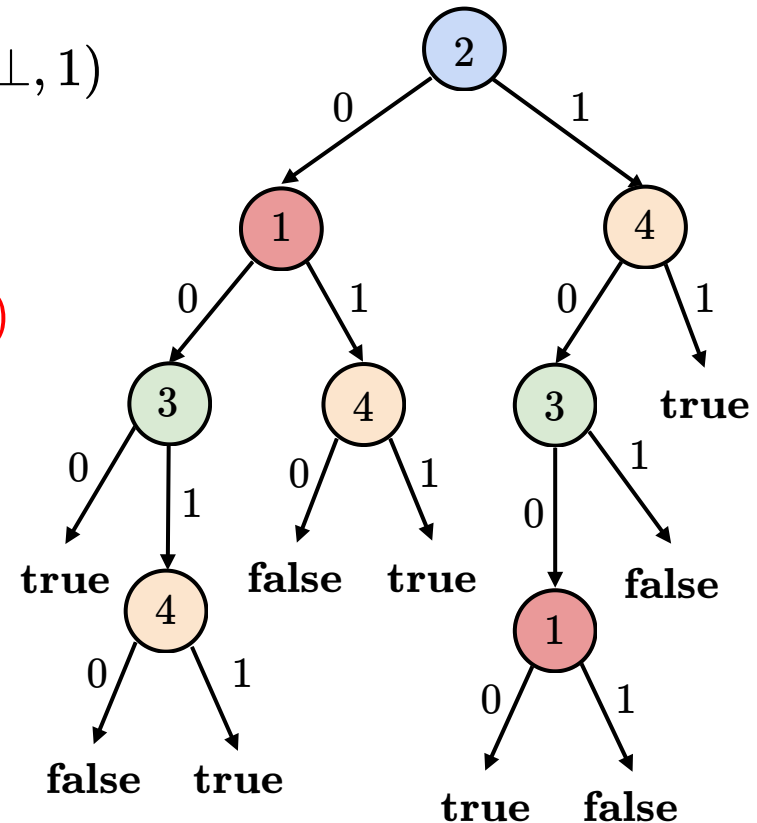 2
⊥, 1)
0 1
1 4
0 1 0 1
)
3 4 3 true
0 1 0 1 0 1
true false true false
4 1
0 1 0 1
false true true false